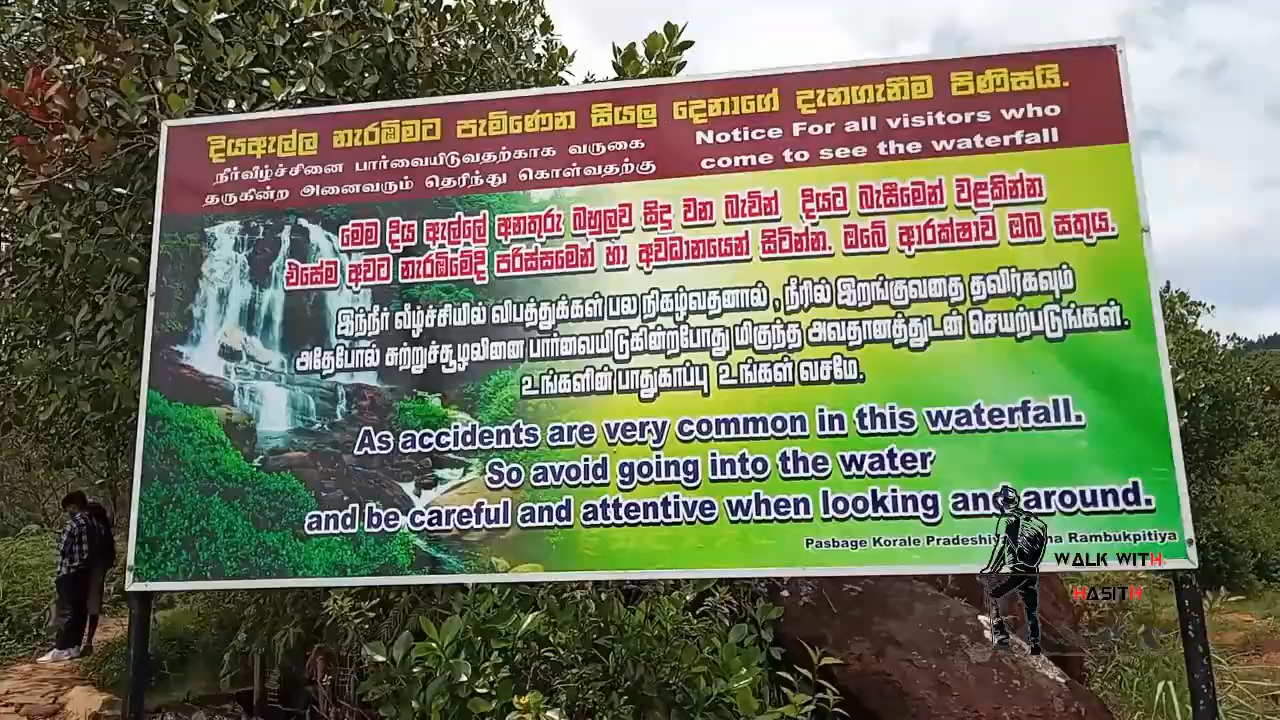 දියඇල්ල නැරඹීමට පැමිණෙන සියලු දෙනාගේ දැනගැනීම පිණිසයි.
நீர்வீழ்ச்சினை பார்வையிடுவதற்காக வருகை
தருகின்ற அனைவரும் தெரிந்து கொள்வதற்கு
Notice For all visitors who
come to see the waterfall
මෙම දිය ඇල්ලේ අනතුරු බහුලව සිදු වන බැවින් දියට බැසීමෙන් වළකින්න
එසේම අවට නැරඹීමේදි පරිස්සමෙන් හා අවධානයෙන් සිටින්න. ඔබේ ආරක්ෂාව ඔබ සතුය.
இந்நீர் வீழ்ச்சியில் விபத்துக்கள் பல நிகழ்வதனால் , நீரில் இறங்குவதை தவிர்கவும்
அதேபோல் சுற்றுச்சூழலினை பார்வையிடுகின்றபோது மிகுந்த அவதானத்துடன் செயற்படுங்கள்.
உங்களின் பாதுகாப்பு உங்கள் வசமே.
As accidents are very common in this waterfall.
So avoid going into the water
and be careful and attentive when looking and around.
Pasbage Korale Rambukpitiya
WALK WITH
HASITH